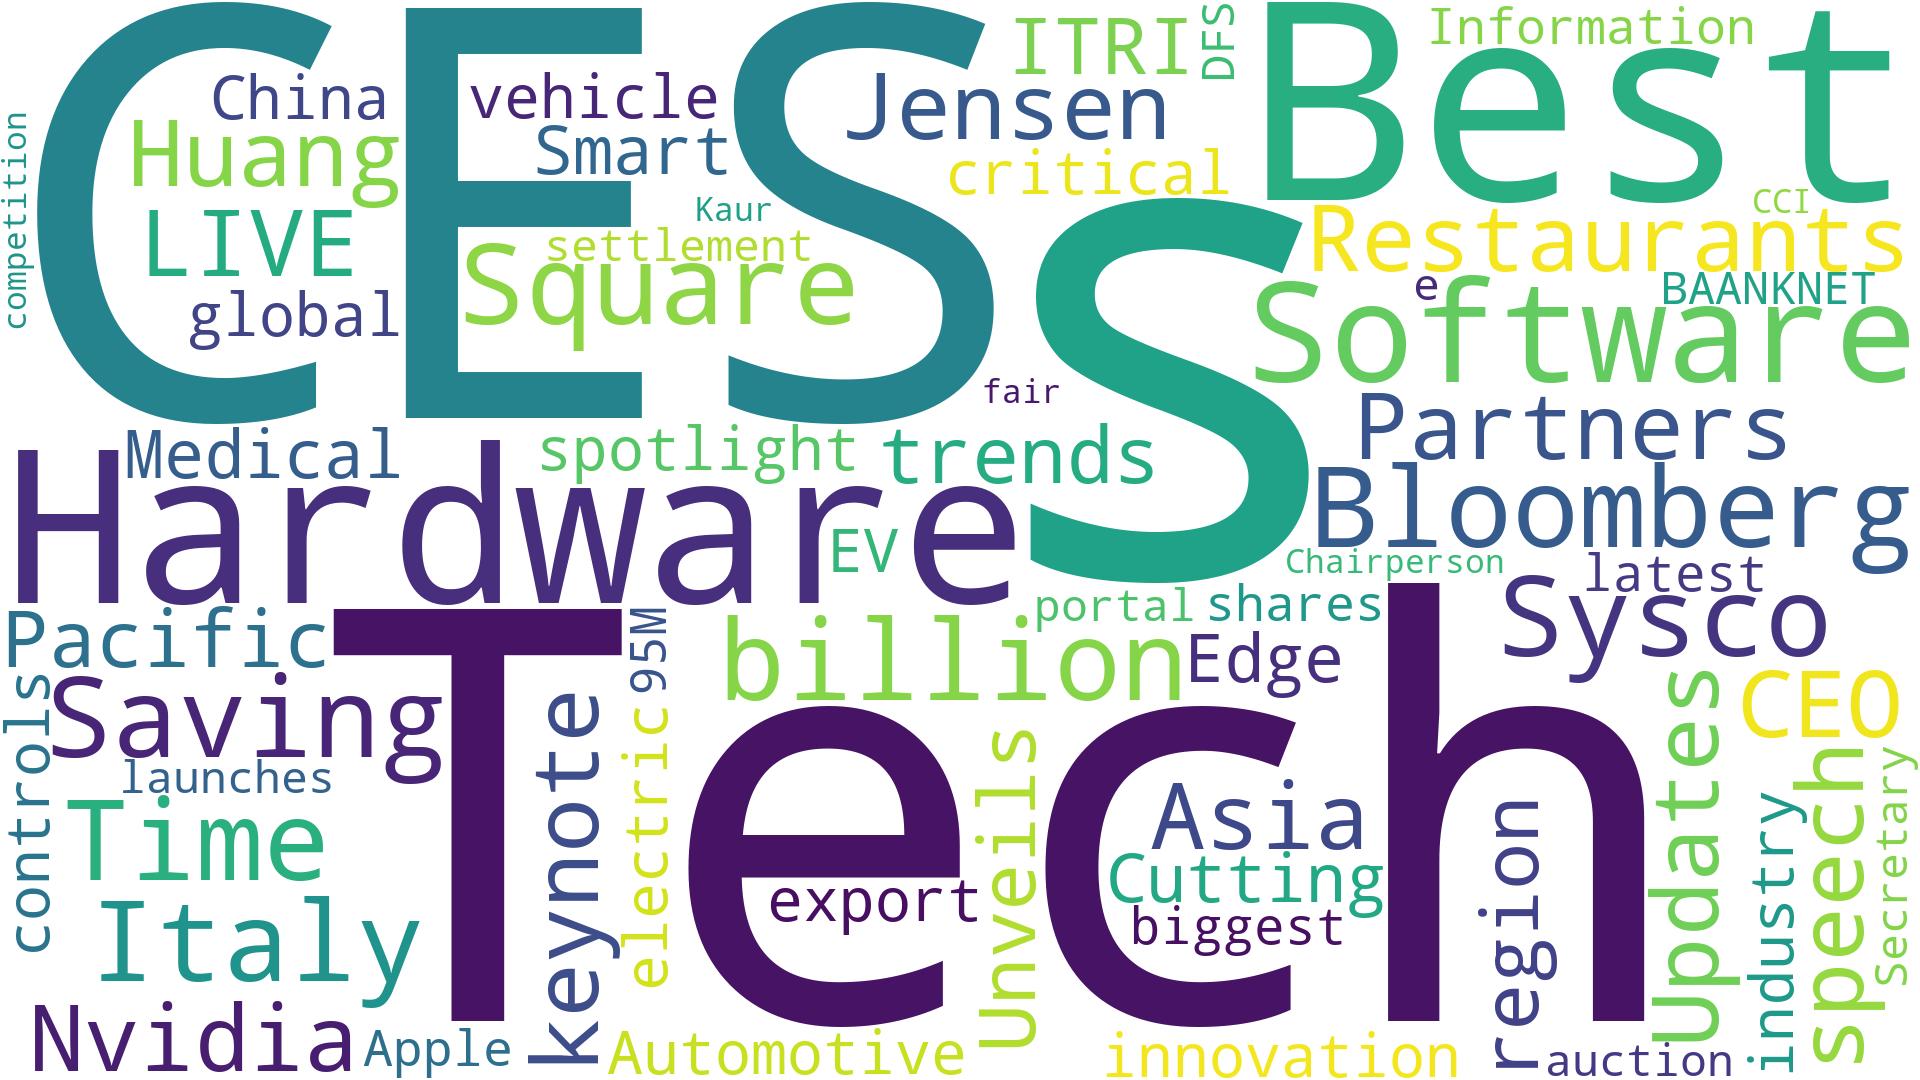 CES
S
Best
Tech
Hardware
ITRI
DFS
Information
China
vehicle
Jensen
Huang
Smart
critical
competition
Kaur
CCI
LIVE
settlement
Restaurants
Square
global
e
BAANKNET
Software
fair
Partners
Medical
spotlight
trends
Bloomberg
EV
Chairperson
latest
Pacific
95M
portal
shares
Sysco
billion
Edge
Saving
controls
keynote
electric
Unveils
Updates
CEO
launches
Asia
speech
Secretary
Time
Cutting
region
industry
export
biggest
Italy
Nvidia
Apple
Automotive
innovation
auction